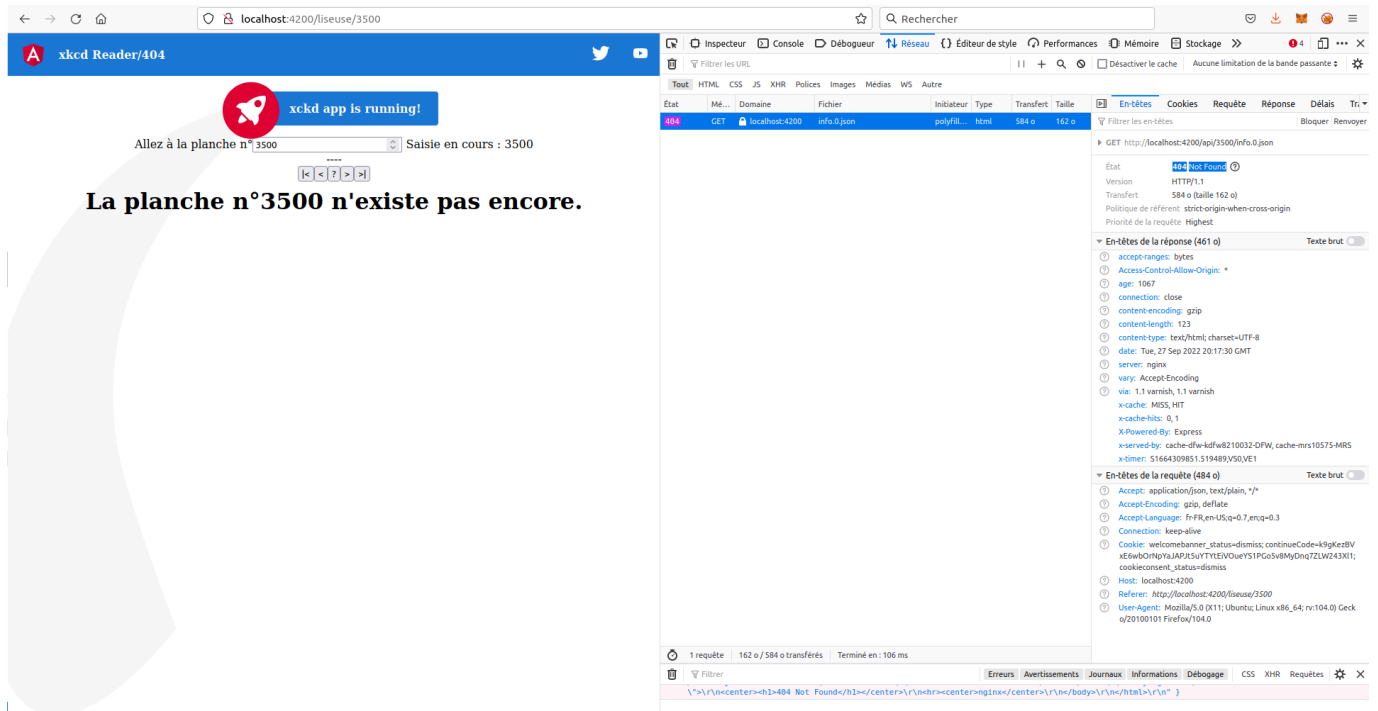 localhost:4200/liseuse/3500
Rechercher
xkcd Reader/404
xckd app is running!
Allez à la planche n° 3500 Saisie en cours : 3500
----
|< < ? > >|
La planche n°3500 n'existe pas encore.
Inspecteur Console Débogueur Réseau Éditeur de style Performances Mémoire Stockage 4
Filtrer les URL Désactiver le cache Aucune limitation de la bande passante
Tout HTML CSS JS XHR Polices Images Médias WS Autre
État Mé… Domaine Fichier Initiateur Type Transfert Taille
404 GET localhost:4200 info.0.json polyfill… html 584 o 162 o
En-têtes Cookies Requête Réponse Délais Tra
Filtrer les en-têtes Bloquer Renvoyer
GET http://localhost:4200/api/3500/info.0.json
État 404 Not Found
Version HTTP/1.1
Transfert 584 o (taille 162 o)
Politique de référent strict-origin-when-cross-origin
Priorité de la requête Highest
En-têtes de la réponse (461 o) Texte brut
accept-ranges: bytes
Access-Control-Allow-Origin: *
age: 1067
connection: close
content-encoding: gzip
content-length: 123
content-type: text/html; charset=UTF-8
date: Tue, 27 Sep 2022 20:17:30 GMT
server: nginx
vary: Accept-Encoding
via: 1.1 varnish, 1.1 varnish
x-cache: MISS, HIT
x-cache-hits: 0, 1
X-Powered-By: Express
x-served-by: cache-dfw-kdfw8210032-DFW, cache-mrs10575-MRS
x-timer: S1664309851.519489,VS0,VE1
En-têtes de la requête (484 o) Texte brut
Accept: application/json, text/plain, */*
Accept-Encoding: gzip, deflate
Accept-Language: fr-FR,en-US;q=0.7,en;q=0.3
Connection: keep-alive
Cookie: welcomebanner_status=dismiss; continueCode=k9gKezBV
xE6wbOrNpYaJAPJt5uYTYtEiVOueYS1PGo5v8MyDnq7ZLW243Xl1;
cookieconsent_status=dismiss
Host: localhost:4200
Referer: http://localhost:4200/liseuse/3500
User-Agent: Mozilla/5.0 (X11; Ubuntu; Linux x86_64; rv:104.0) Geck
o/20100101 Firefox/104.0
1 requête 162 o / 584 o transférés Terminé en : 106 ms
Filtrer Erreurs Avertissements Journaux Informations Débogage CSS XHR Requêtes
\">\r\n<center><h1>404 Not Found</h1></center>\r\n<hr><center>nginx</center>\r\n</body>\r\n</html>\r\n" }